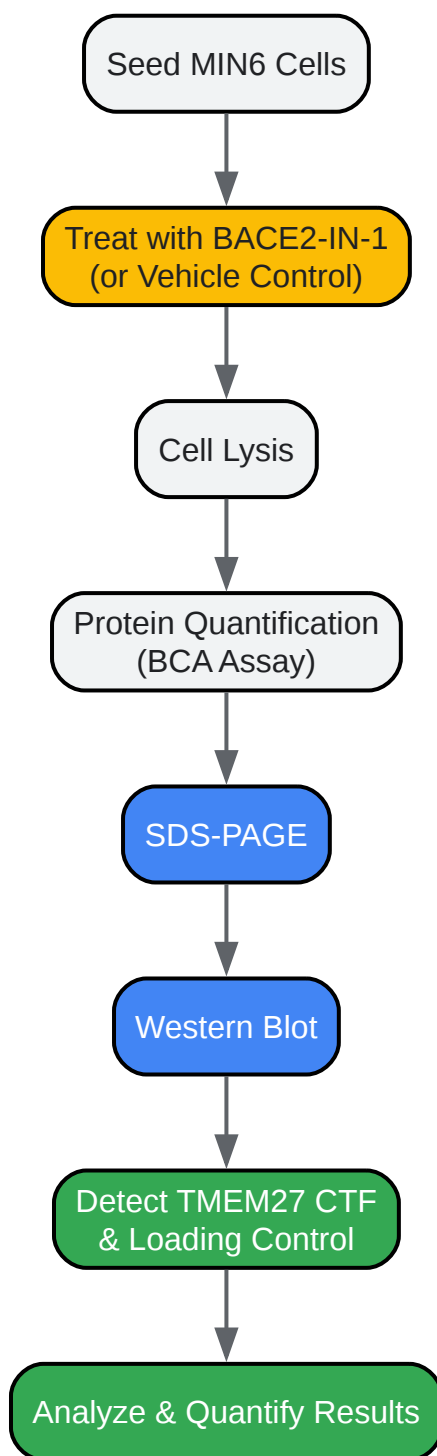 Seed MIN6 Cells
Treat with BACE2-IN-1
(or Vehicle Control)
Cell Lysis
Protein Quantification
(BCA Assay)
SDS-PAGE
Western Blot
Detect TMEM27 CTF
& Loading Control
Analyze & Quantify Results